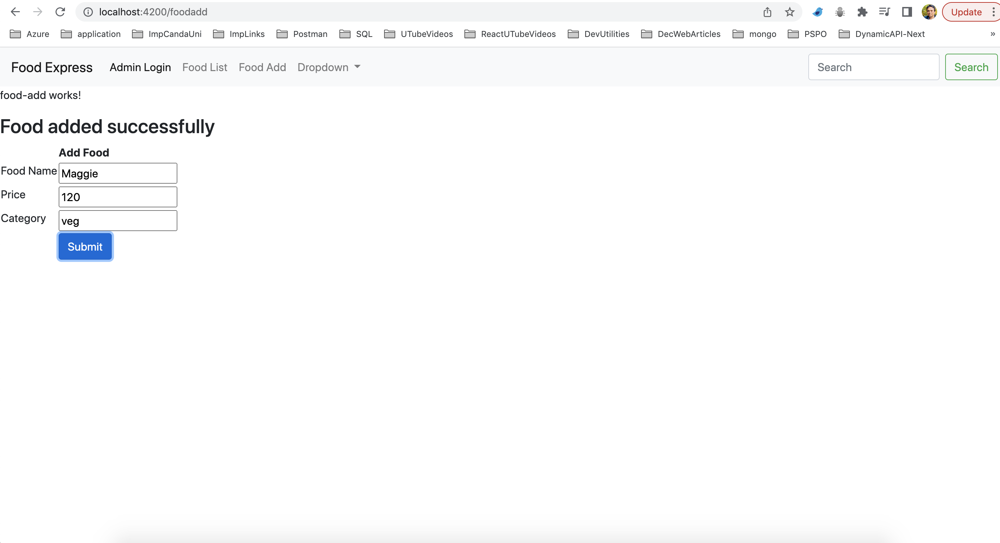 localhost:4200/foodadd
Update
Azure application ImpCandaUni ImpLinks Postman SQL UTubeVideos ReactUTubeVideos DevUtilities DecWebArticles mongo PSPO DynamicAPI-Next »
Food Express Admin Login Food List Food Add Dropdown Search Search
food-add works!
Food added successfully
Add Food
Food Name Maggie
Price 120
Category veg
Submit